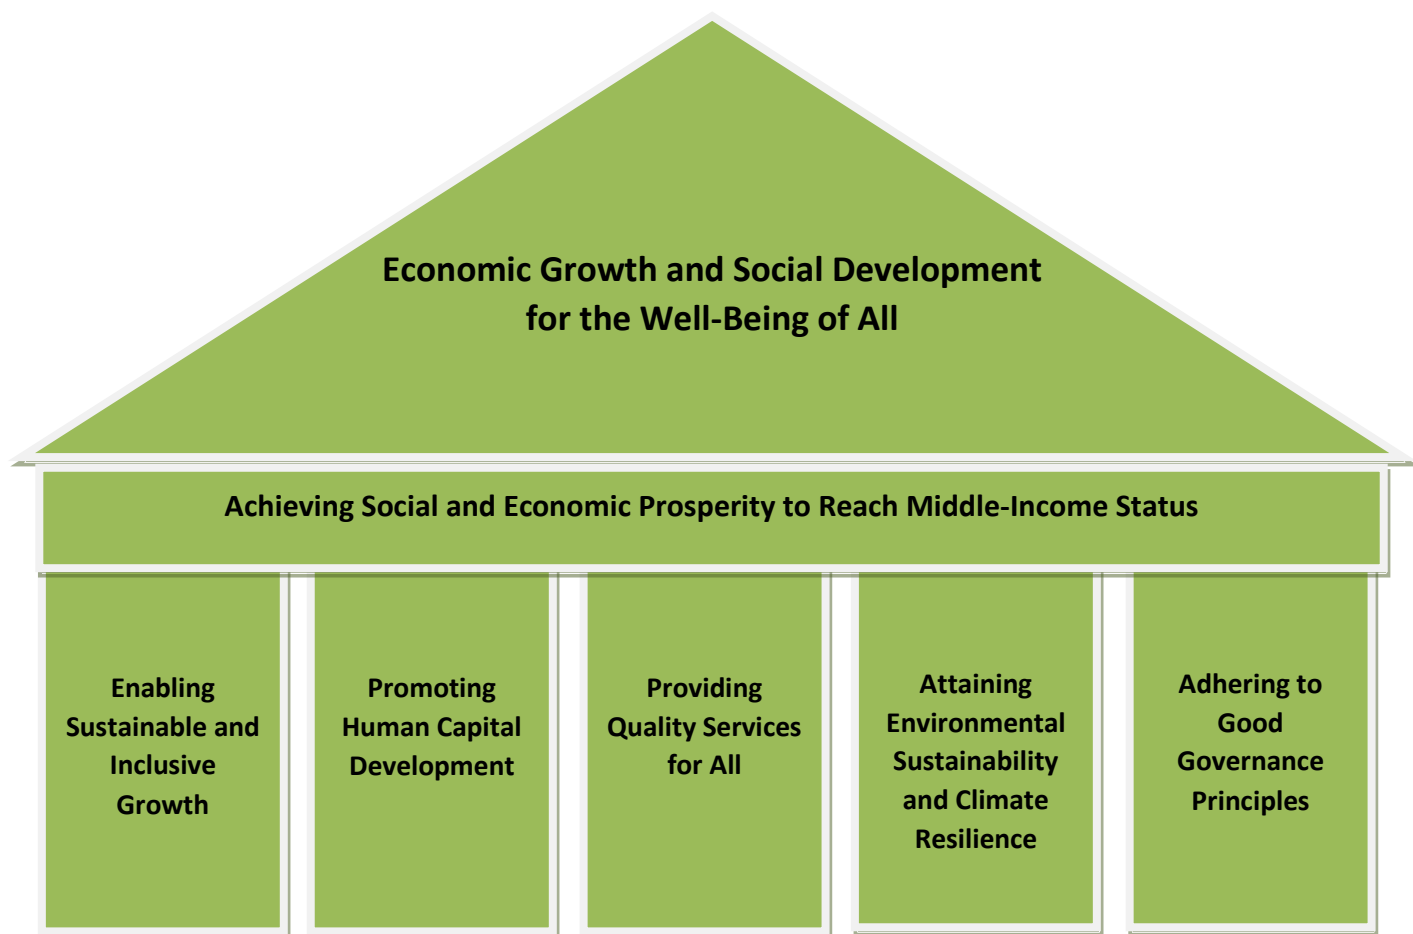 Economic Growth and Social Development
for the Well-Being of All
Achieving Social and Economic Prosperity to Reach Middle-Income Status
Enabling
Sustainable and
Inclusive
Growth
Promoting
Human Capital
Development
Providing
Quality Services
for All
Attaining
Environmental
Sustainability
and Climate
Resilience
Adhering to
Good
Governance
Principles